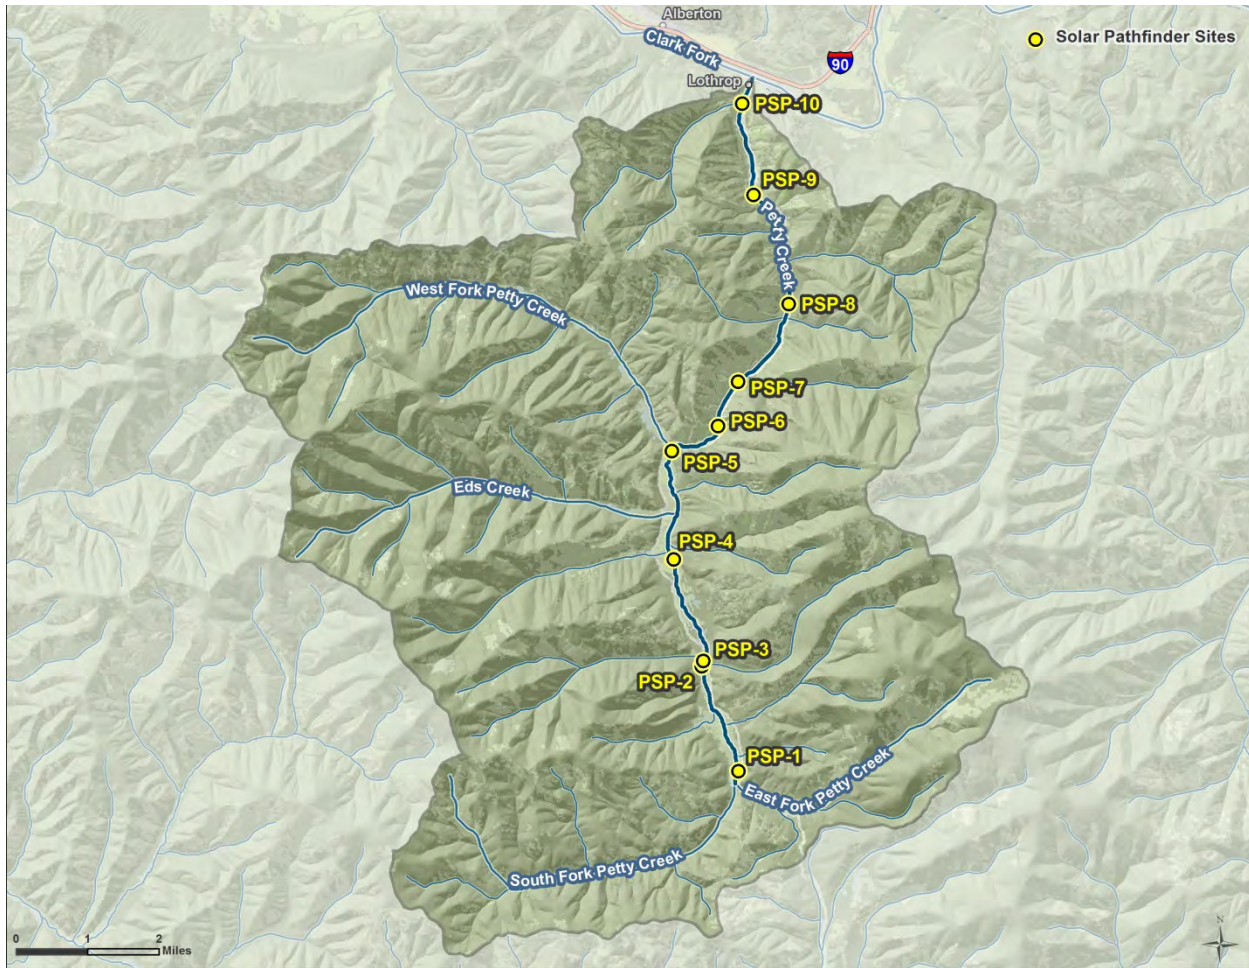 Alberton
Solar Pathfinder Sites
Clark Fork
90
Lothrop
PSP-10
PSP-9
Petty Creek
West Fork Petty Creek
PSP-8
PSP-7
PSP-6
PSP-5
Eds Creek
PSP-4
PSP-3
PSP-2
PSP-1
East Fork Petty Creek
South Fork Petty Creek
0 1 2
Miles
N